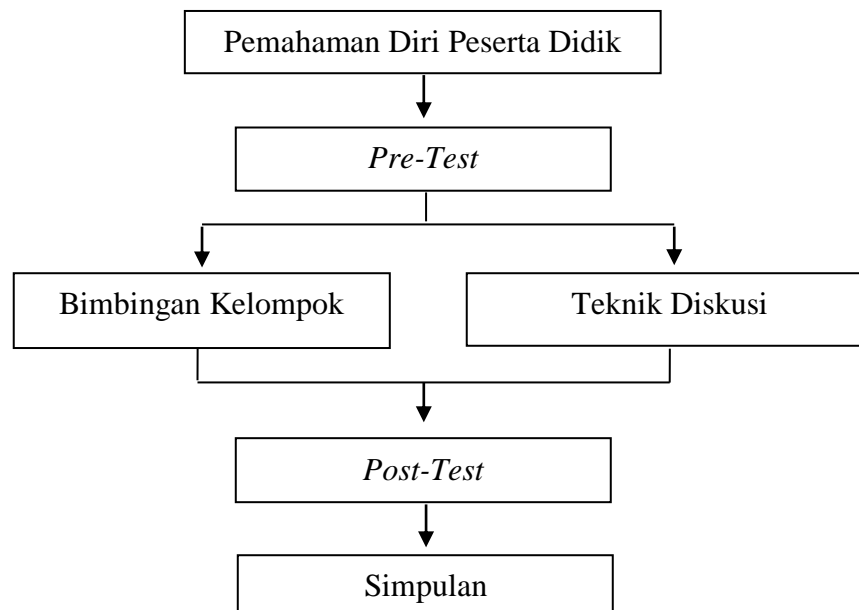 Pemahaman Diri Peserta Didik
Pre-Test
Bimbingan Kelompok
Teknik Diskusi
Post-Test
Simpulan